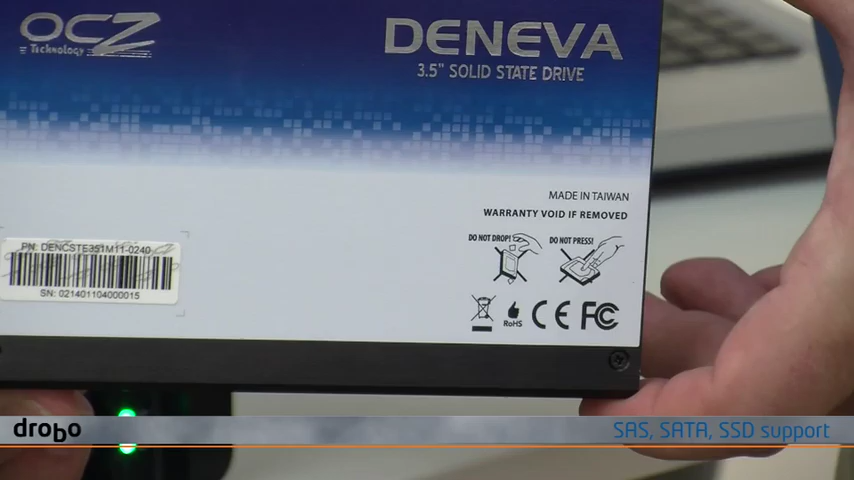 OCZ
Technology
DENEVA
3.5" SOLID STATE DRIVE
MADE IN TAIWAN
WARRANTY VOID IF REMOVED
DO NOT DROP!
DO NOT PRESS!
PN: DENCSTE351M11-0240
SN: 021401104000015
RoHS
CE FC
drobo
SAS, SATA, SSD support